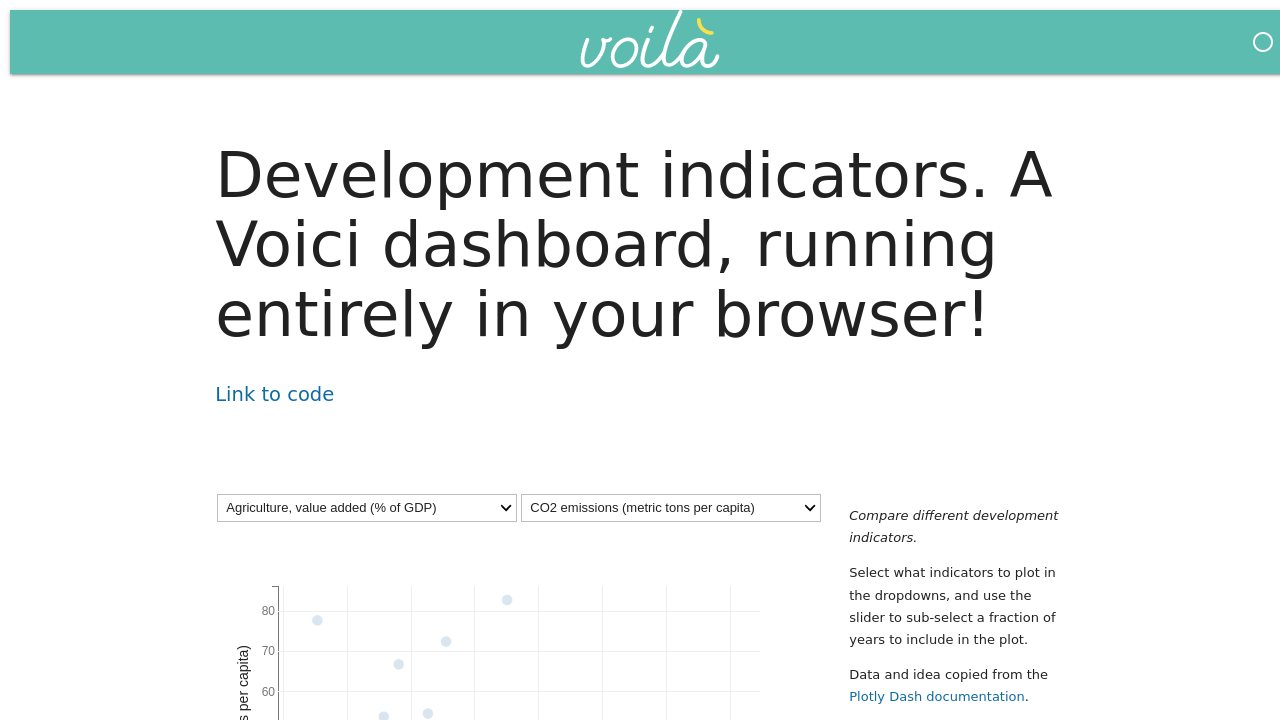 voilà
Development indicators. A
Voici dashboard, running
entirely in your browser!
Link to code
Agriculture, value added (% of GDP)
CO2 emissions (metric tons per capita)
Compare different development
indicators.
Select what indicators to plot in
the dropdowns, and use the
slider to sub-select a fraction of
years to include in the plot.
Data and idea copied from the
Plotly Dash documentation.
80
70
60
s per capita)